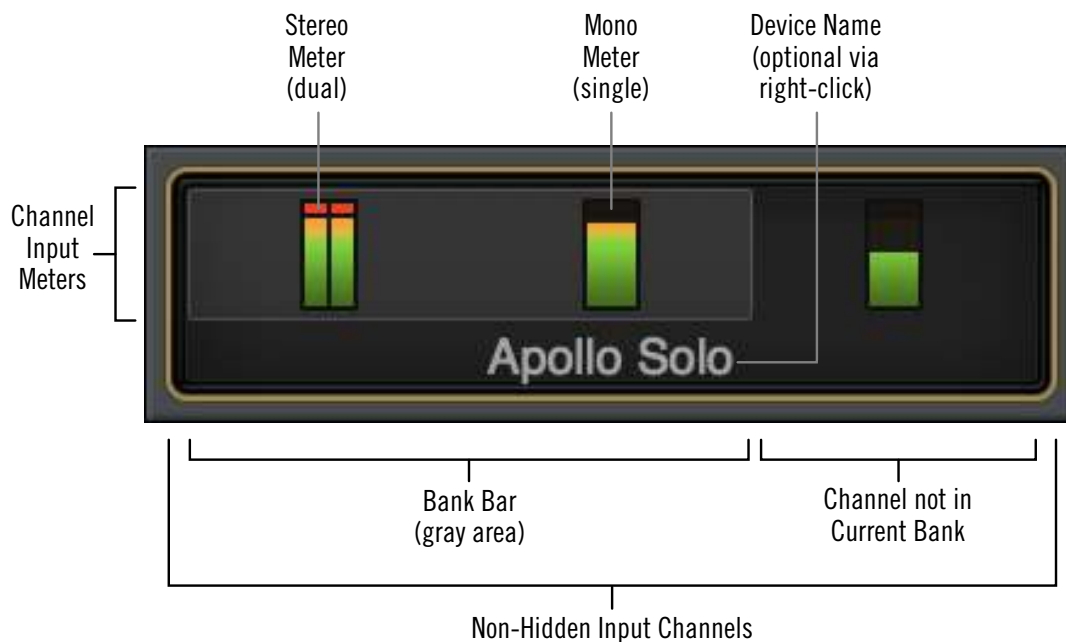 Stereo
Meter
(dual)
Mono
Meter
(single)
Device Name
(optional via
right-click)
Channel
Input
Meters
Apollo Solo
Bank Bar
(gray area)
Channel not in
Current Bank
Non-Hidden Input Channels